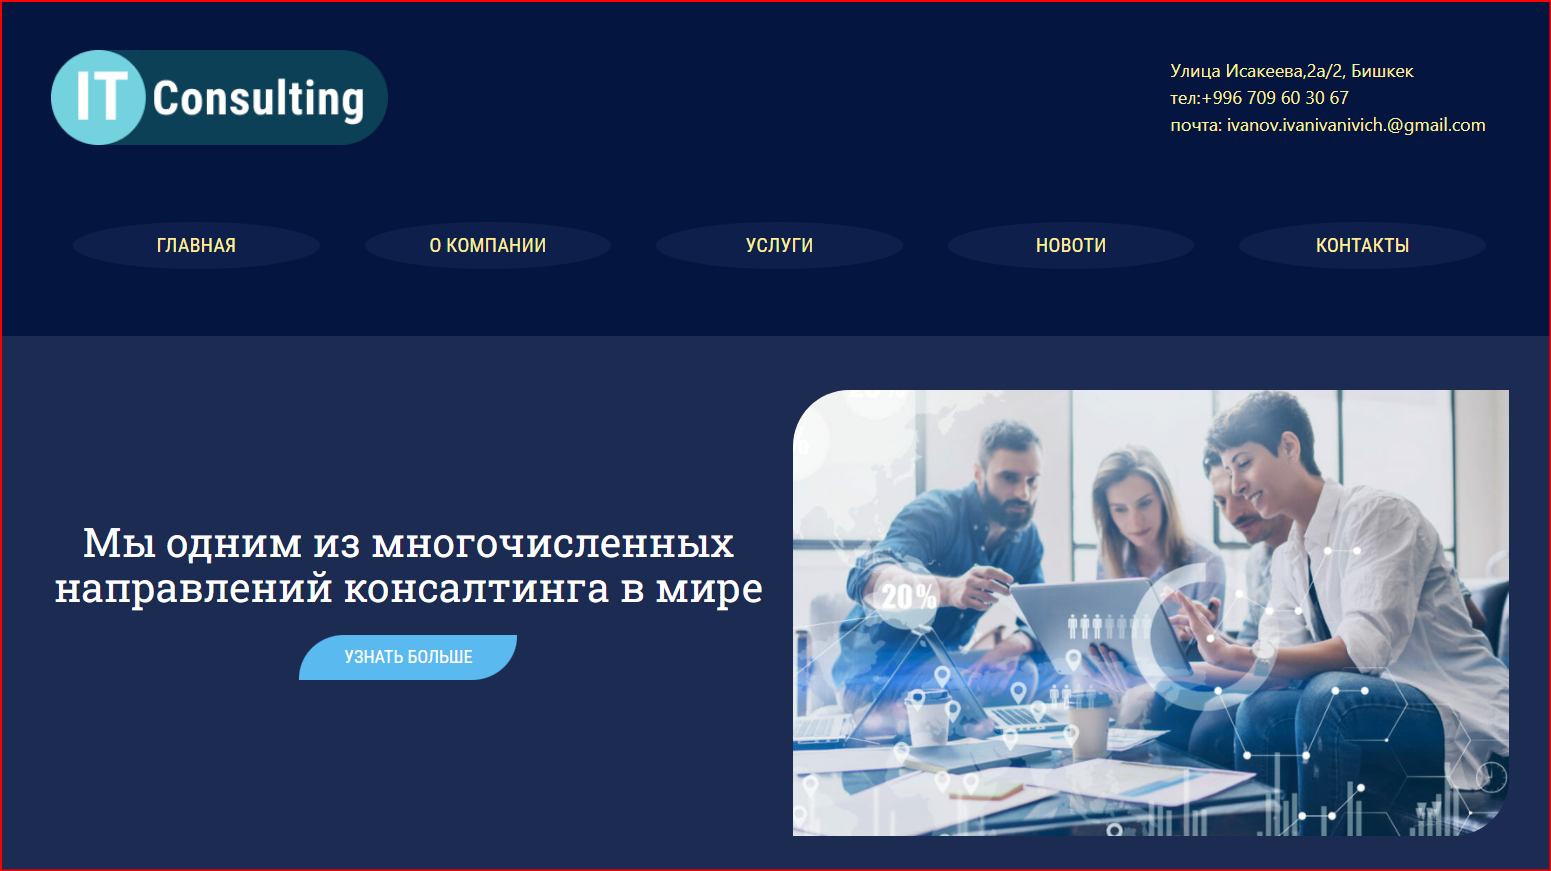 IT Consulting
Улица Исакеева,2а/2, Бишкек
тел:+996 709 60 30 67
почта: ivanov.ivanivanivich.@gmail.com
ГЛАВНАЯ
О КОМПАНИИ
УСЛУГИ
НОВОТИ
КОНТАКТЫ
Мы одним из многочисленных
направлений консалтинга в мире
УЗНАТЬ БОЛЬШЕ
20%